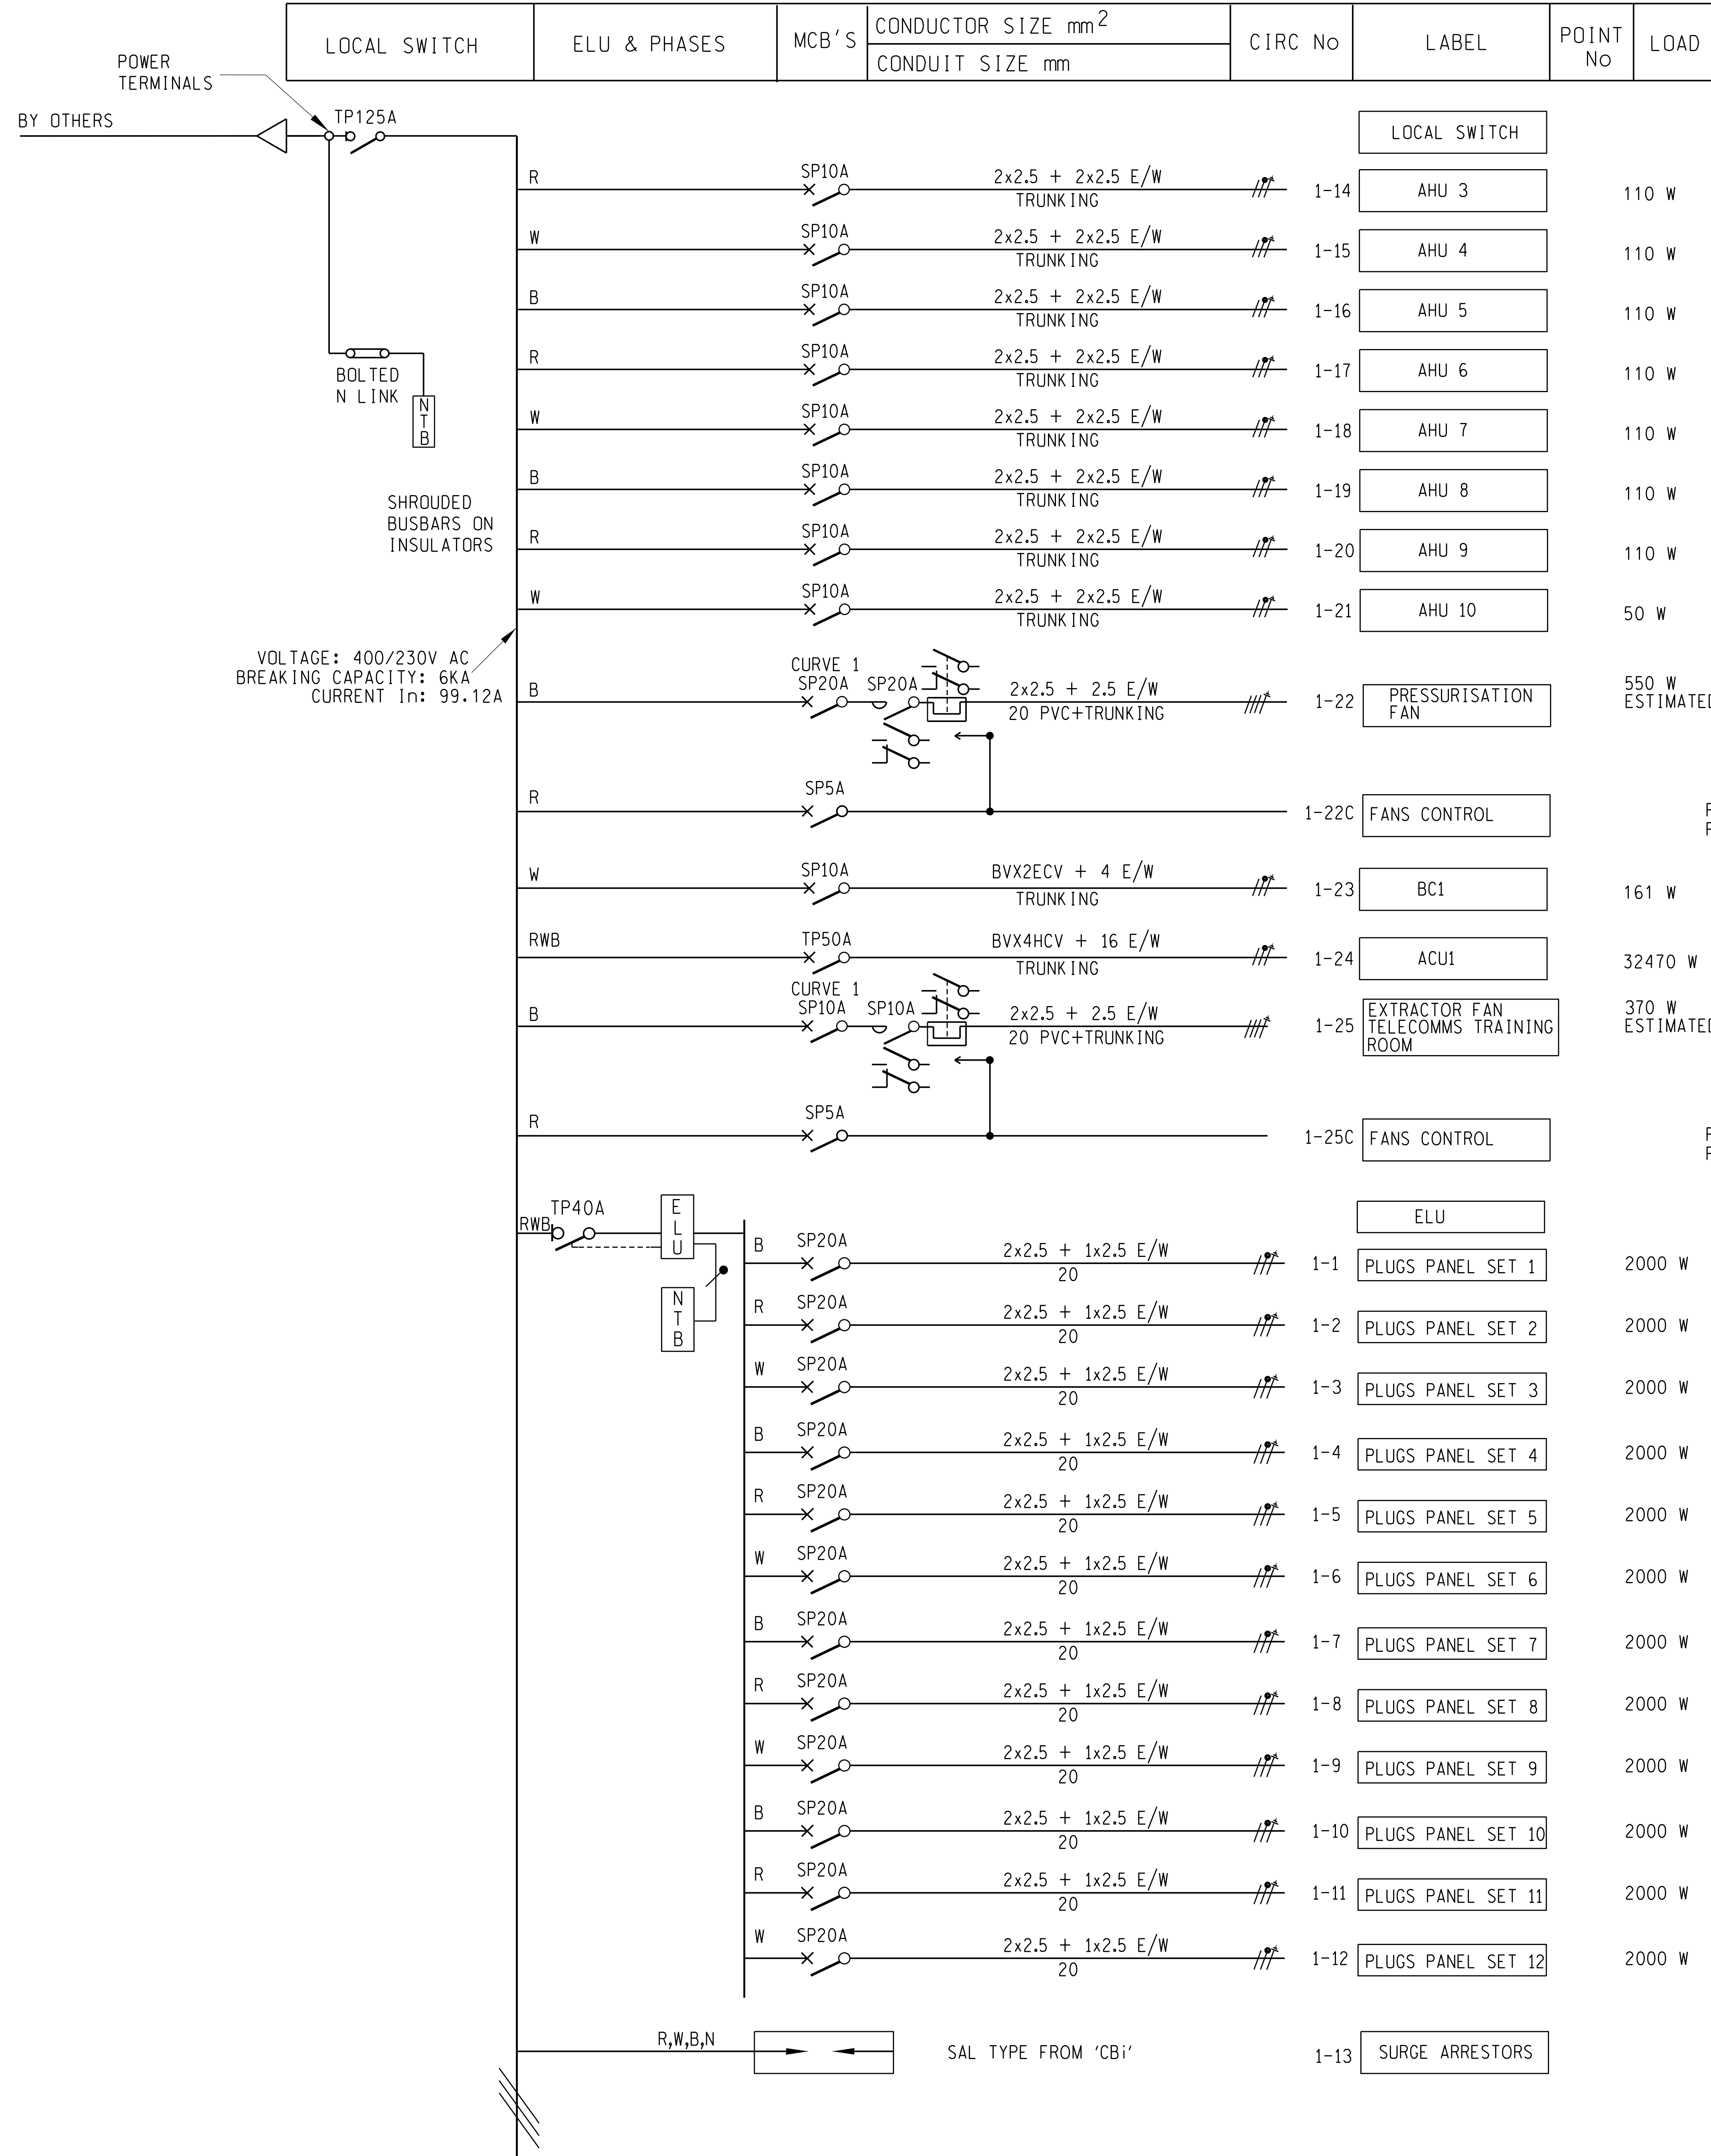 LOCAL SWITCH
ELU & PHASES
MCB'S
CONDUCTOR SIZE mm2
CONDUIT SIZE mm
CIRC No
LABEL
POINT
No
LOAD
POWER
TERMINALS
BY OTHERS
TP125A
LOCAL SWITCH
R
SP10A
2x2.5 + 2x2.5 E/W
TRUNKING
1-14
AHU 3
110 W
W
SP10A
2x2.5 + 2x2.5 E/W
TRUNKING
1-15
AHU 4
110 W
B
SP10A
2x2.5 + 2x2.5 E/W
TRUNKING
1-16
AHU 5
110 W
R
SP10A
2x2.5 + 2x2.5 E/W
TRUNKING
1-17
AHU 6
110 W
BOLTED
N LINK
N
T
B
W
SP10A
2x2.5 + 2x2.5 E/W
TRUNKING
1-18
AHU 7
110 W
B
SP10A
2x2.5 + 2x2.5 E/W
TRUNKING
1-19
AHU 8
110 W
SHROUDED
BUSBARS ON
INSULATORS
R
SP10A
2x2.5 + 2x2.5 E/W
TRUNKING
1-20
AHU 9
110 W
W
SP10A
2x2.5 + 2x2.5 E/W
TRUNKING
1-21
AHU 10
50 W
VOLTAGE: 400/230V AC
BREAKING CAPACITY: 6KA
CURRENT In: 99.12A
B
CURVE 1
SP20A
SP20A
2x2.5 + 2.5 E/W
20 PVC+TRUNKING
1-22
PRESSURISATION
FAN
550 W
ESTIMATED
R
SP5A
1-22C
FANS CONTROL
W
SP10A
BVX2ECV + 4 E/W
TRUNKING
1-23
BC1
161 W
RWB
TP50A
BVX4HCV + 16 E/W
TRUNKING
1-24
ACU1
32470 W
B
CURVE 1
SP10A
SP10A
2x2.5 + 2.5 E/W
20 PVC+TRUNKING
1-25
EXTRACTOR FAN
TELECOMMS TRAINING
ROOM
370 W
ESTIMATED
R
SP5A
1-25C
FANS CONTROL
RWB
TP40A
E
L
U
N
T
B
ELU
B
SP20A
2x2.5 + 1x2.5 E/W
20
1-1
PLUGS PANEL SET 1
2000 W
R
SP20A
2x2.5 + 1x2.5 E/W
20
1-2
PLUGS PANEL SET 2
2000 W
W
SP20A
2x2.5 + 1x2.5 E/W
20
1-3
PLUGS PANEL SET 3
2000 W
B
SP20A
2x2.5 + 1x2.5 E/W
20
1-4
PLUGS PANEL SET 4
2000 W
R
SP20A
2x2.5 + 1x2.5 E/W
20
1-5
PLUGS PANEL SET 5
2000 W
W
SP20A
2x2.5 + 1x2.5 E/W
20
1-6
PLUGS PANEL SET 6
2000 W
B
SP20A
2x2.5 + 1x2.5 E/W
20
1-7
PLUGS PANEL SET 7
2000 W
R
SP20A
2x2.5 + 1x2.5 E/W
20
1-8
PLUGS PANEL SET 8
2000 W
W
SP20A
2x2.5 + 1x2.5 E/W
20
1-9
PLUGS PANEL SET 9
2000 W
B
SP20A
2x2.5 + 1x2.5 E/W
20
1-10
PLUGS PANEL SET 10
2000 W
R
SP20A
2x2.5 + 1x2.5 E/W
20
1-11
PLUGS PANEL SET 11
2000 W
W
SP20A
2x2.5 + 1x2.5 E/W
20
1-12
PLUGS PANEL SET 12
2000 W
R,W,B,N
SAL TYPE FROM 'CBi'
1-13
SURGE ARRESTORS